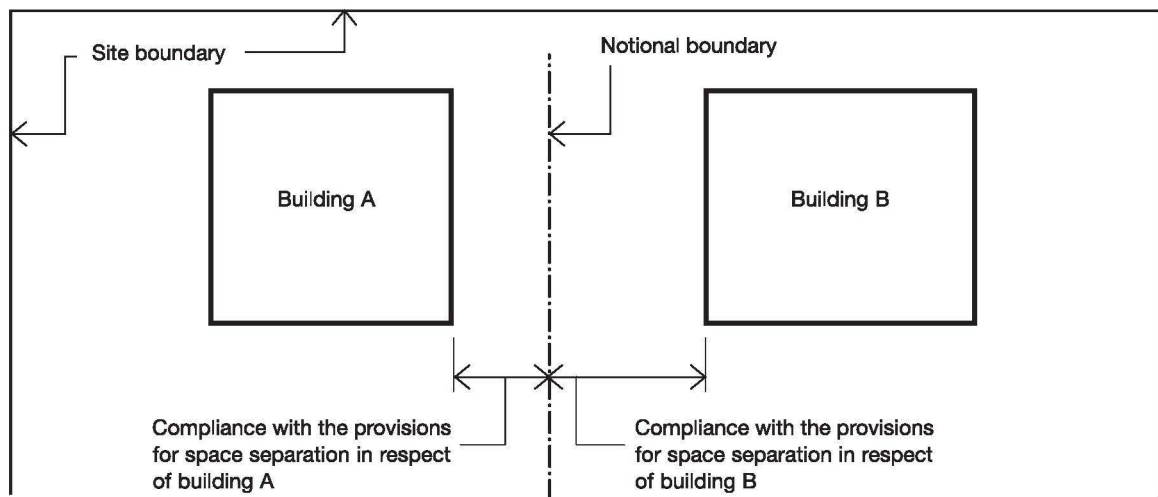 Site boundary
Notional boundary
Building A
Building B
Compliance with the provisions
for space separation in respect
of building A
Compliance with the provisions
for space separation in respect
of building B